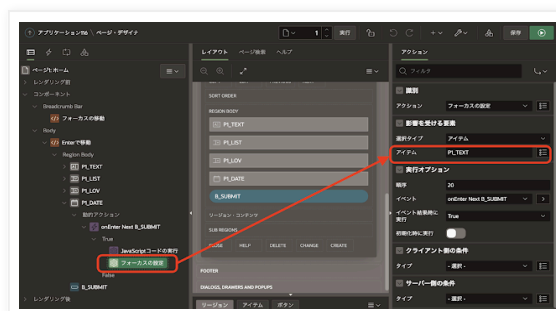 アプリケーション116 \ ページ・デザイナ
1
実行
保存
ページ1: ホーム
レンダリング前
コンポーネント
Breadcrumb Bar
フォーカスの移動
Body
Enterで移動
Region Body
P1_TEXT
P1_LIST
P1_LOV
P1_DATE
動的アクション
onEnter Next B_SUBMIT
True
JavaScriptコードの実行
フォーカスの設定
False
B_SUBMIT
レンダリング後
レイアウト
ページ検索
ヘルプ
SORT ORDER
REGION BODY
P1_TEXT
P1_LIST
P1_LOV
P1_DATE
B_SUBMIT
リージョン・コンテンツ
SUB REGIONS
CLOSE
HELP
DELETE
CHANGE
CREATE
FOOTER
DIALOGS, DRAWERS AND POPUPS
リージョン
アイテム
ボタン
アクション
フィルタ
識別
アクション
フォーカスの設定
影響を受ける要素
選択タイプ
アイテム
アイテム
P1_TEXT
実行オプション
順序
20
イベント
onEnter Next B_SUBMIT
イベント結果時に実行
True
初期化時に実行
クライアント側の条件
タイプ
- 選択 -
サーバー側の条件
タイプ
- 選択 -